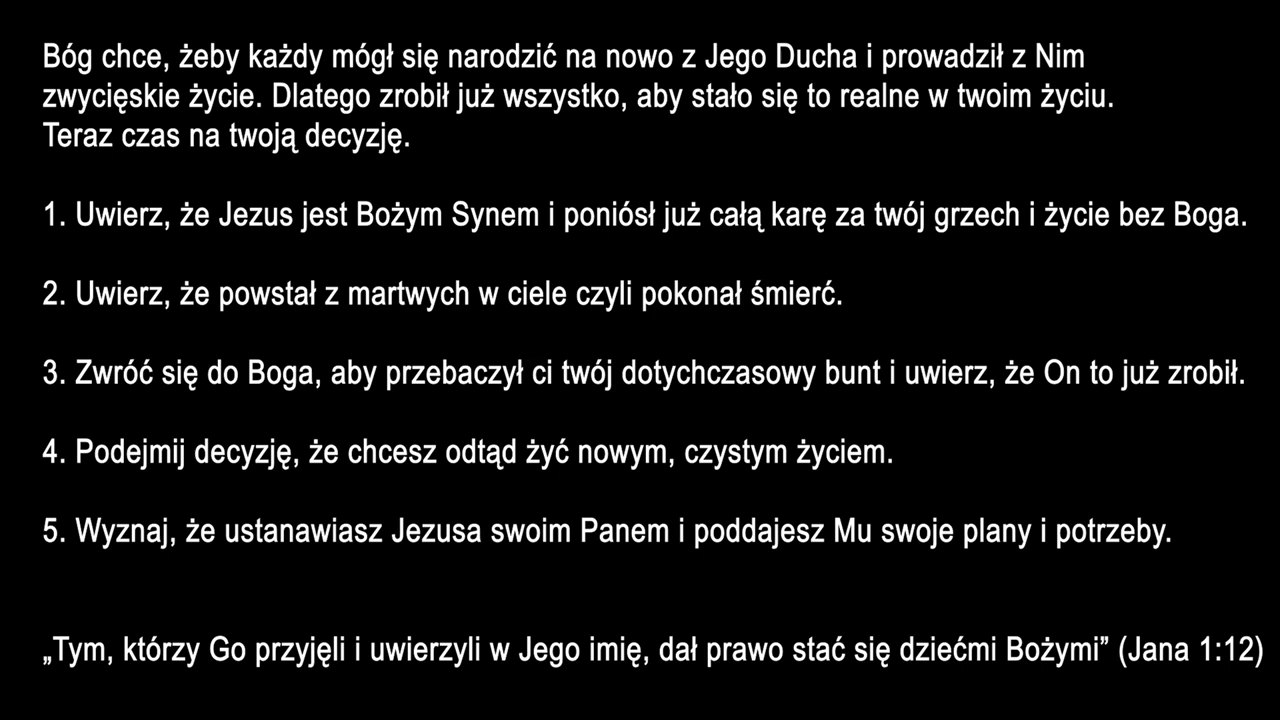 Bóg chce, żeby każdy mógł się narodzić na nowo z Jego Ducha i prowadził z Nim
zwycięskie życie. Dlatego zrobił już wszystko, aby stało się to realne w twoim życiu.
Teraz czas na twoją decyzję.
1. Uwierz, że Jezus jest Bożym Synem i poniósł już całą karę za twój grzech i życie bez Boga.
2. Uwierz, że powstał z martwych w ciele czyli pokonał śmierć.
3. Zwróć się do Boga, aby przebaczył ci twój dotychczasowy bunt i uwierz, że On to już zrobił.
4. Podejmij decyzję, że chcesz odtąd żyć nowym, czystym życiem.
5. Wyznaj, że ustanawiasz Jezusa swoim Panem i poddajesz Mu swoje plany i potrzeby.
„Tym, którzy Go przyjęli i uwierzyli w Jego imię, dał prawo stać się dziećmi Bożymi” (Jana 1:12)